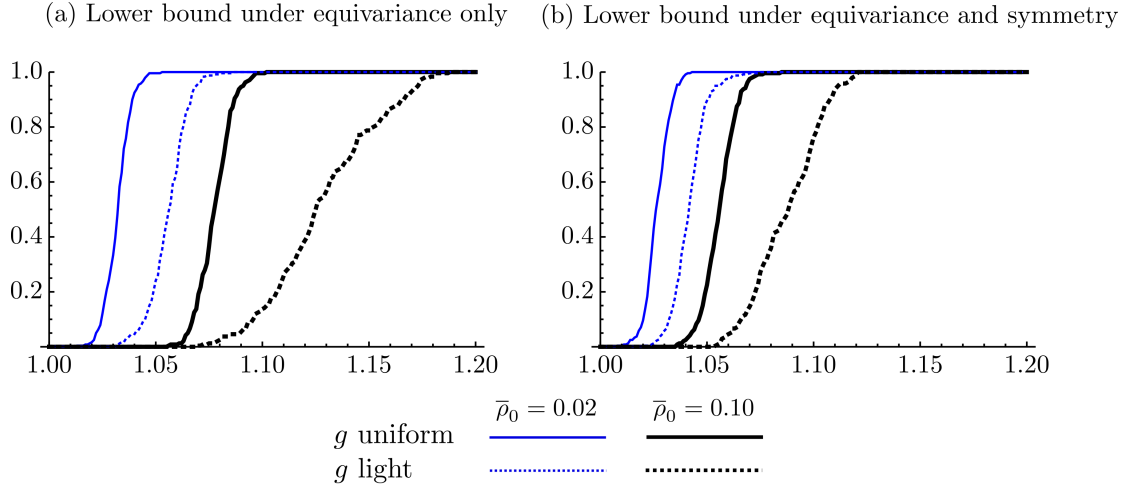 (a) Lower bound under equivariance only
(b) Lower bound under equivariance and symmetry
1.0
0.8
0.6
0.4
0.2
1.00 1.05 1.10 1.15 1.20
1.0
0.8
0.6
0.4
0.2
1.00 1.05 1.10 1.15 1.20
ρ̅₀ = 0.02 ρ̅₀ = 0.10
g uniform
g light